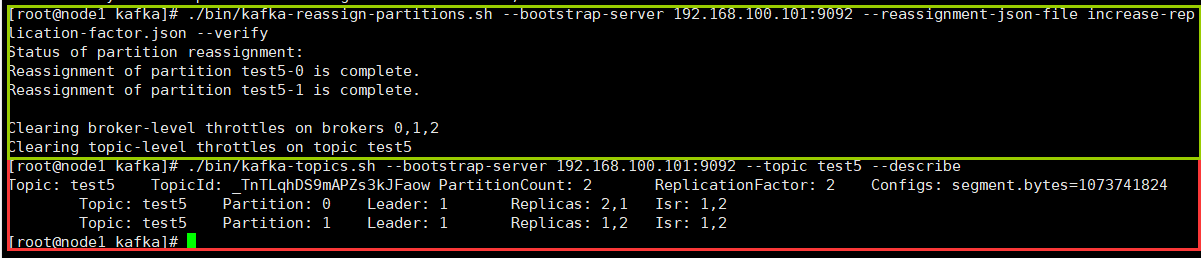 [root@node1 kafka]# ./bin/kafka-reassign-partitions.sh --bootstrap-server 192.168.100.101:9092 --reassignment-json-file increase-rep
lication-factor.json --verify
Status of partition reassignment:
Reassignment of partition test5-0 is complete.
Reassignment of partition test5-1 is complete.
Clearing broker-level throttles on brokers 0,1,2
Clearing topic-level throttles on topic test5
[root@node1 kafka]# ./bin/kafka-topics.sh --bootstrap-server 192.168.100.101:9092 --topic test5 --describe
Topic: test5 TopicId: _TnTLqhDS9mAPZs3kJFaow PartitionCount: 2 ReplicationFactor: 2 Configs: segment.bytes=1073741824
Topic: test5 Partition: 0 Leader: 1 Replicas: 2,1 Isr: 1,2
Topic: test5 Partition: 1 Leader: 1 Replicas: 1,2 Isr: 1,2
[root@node1 kafka]#